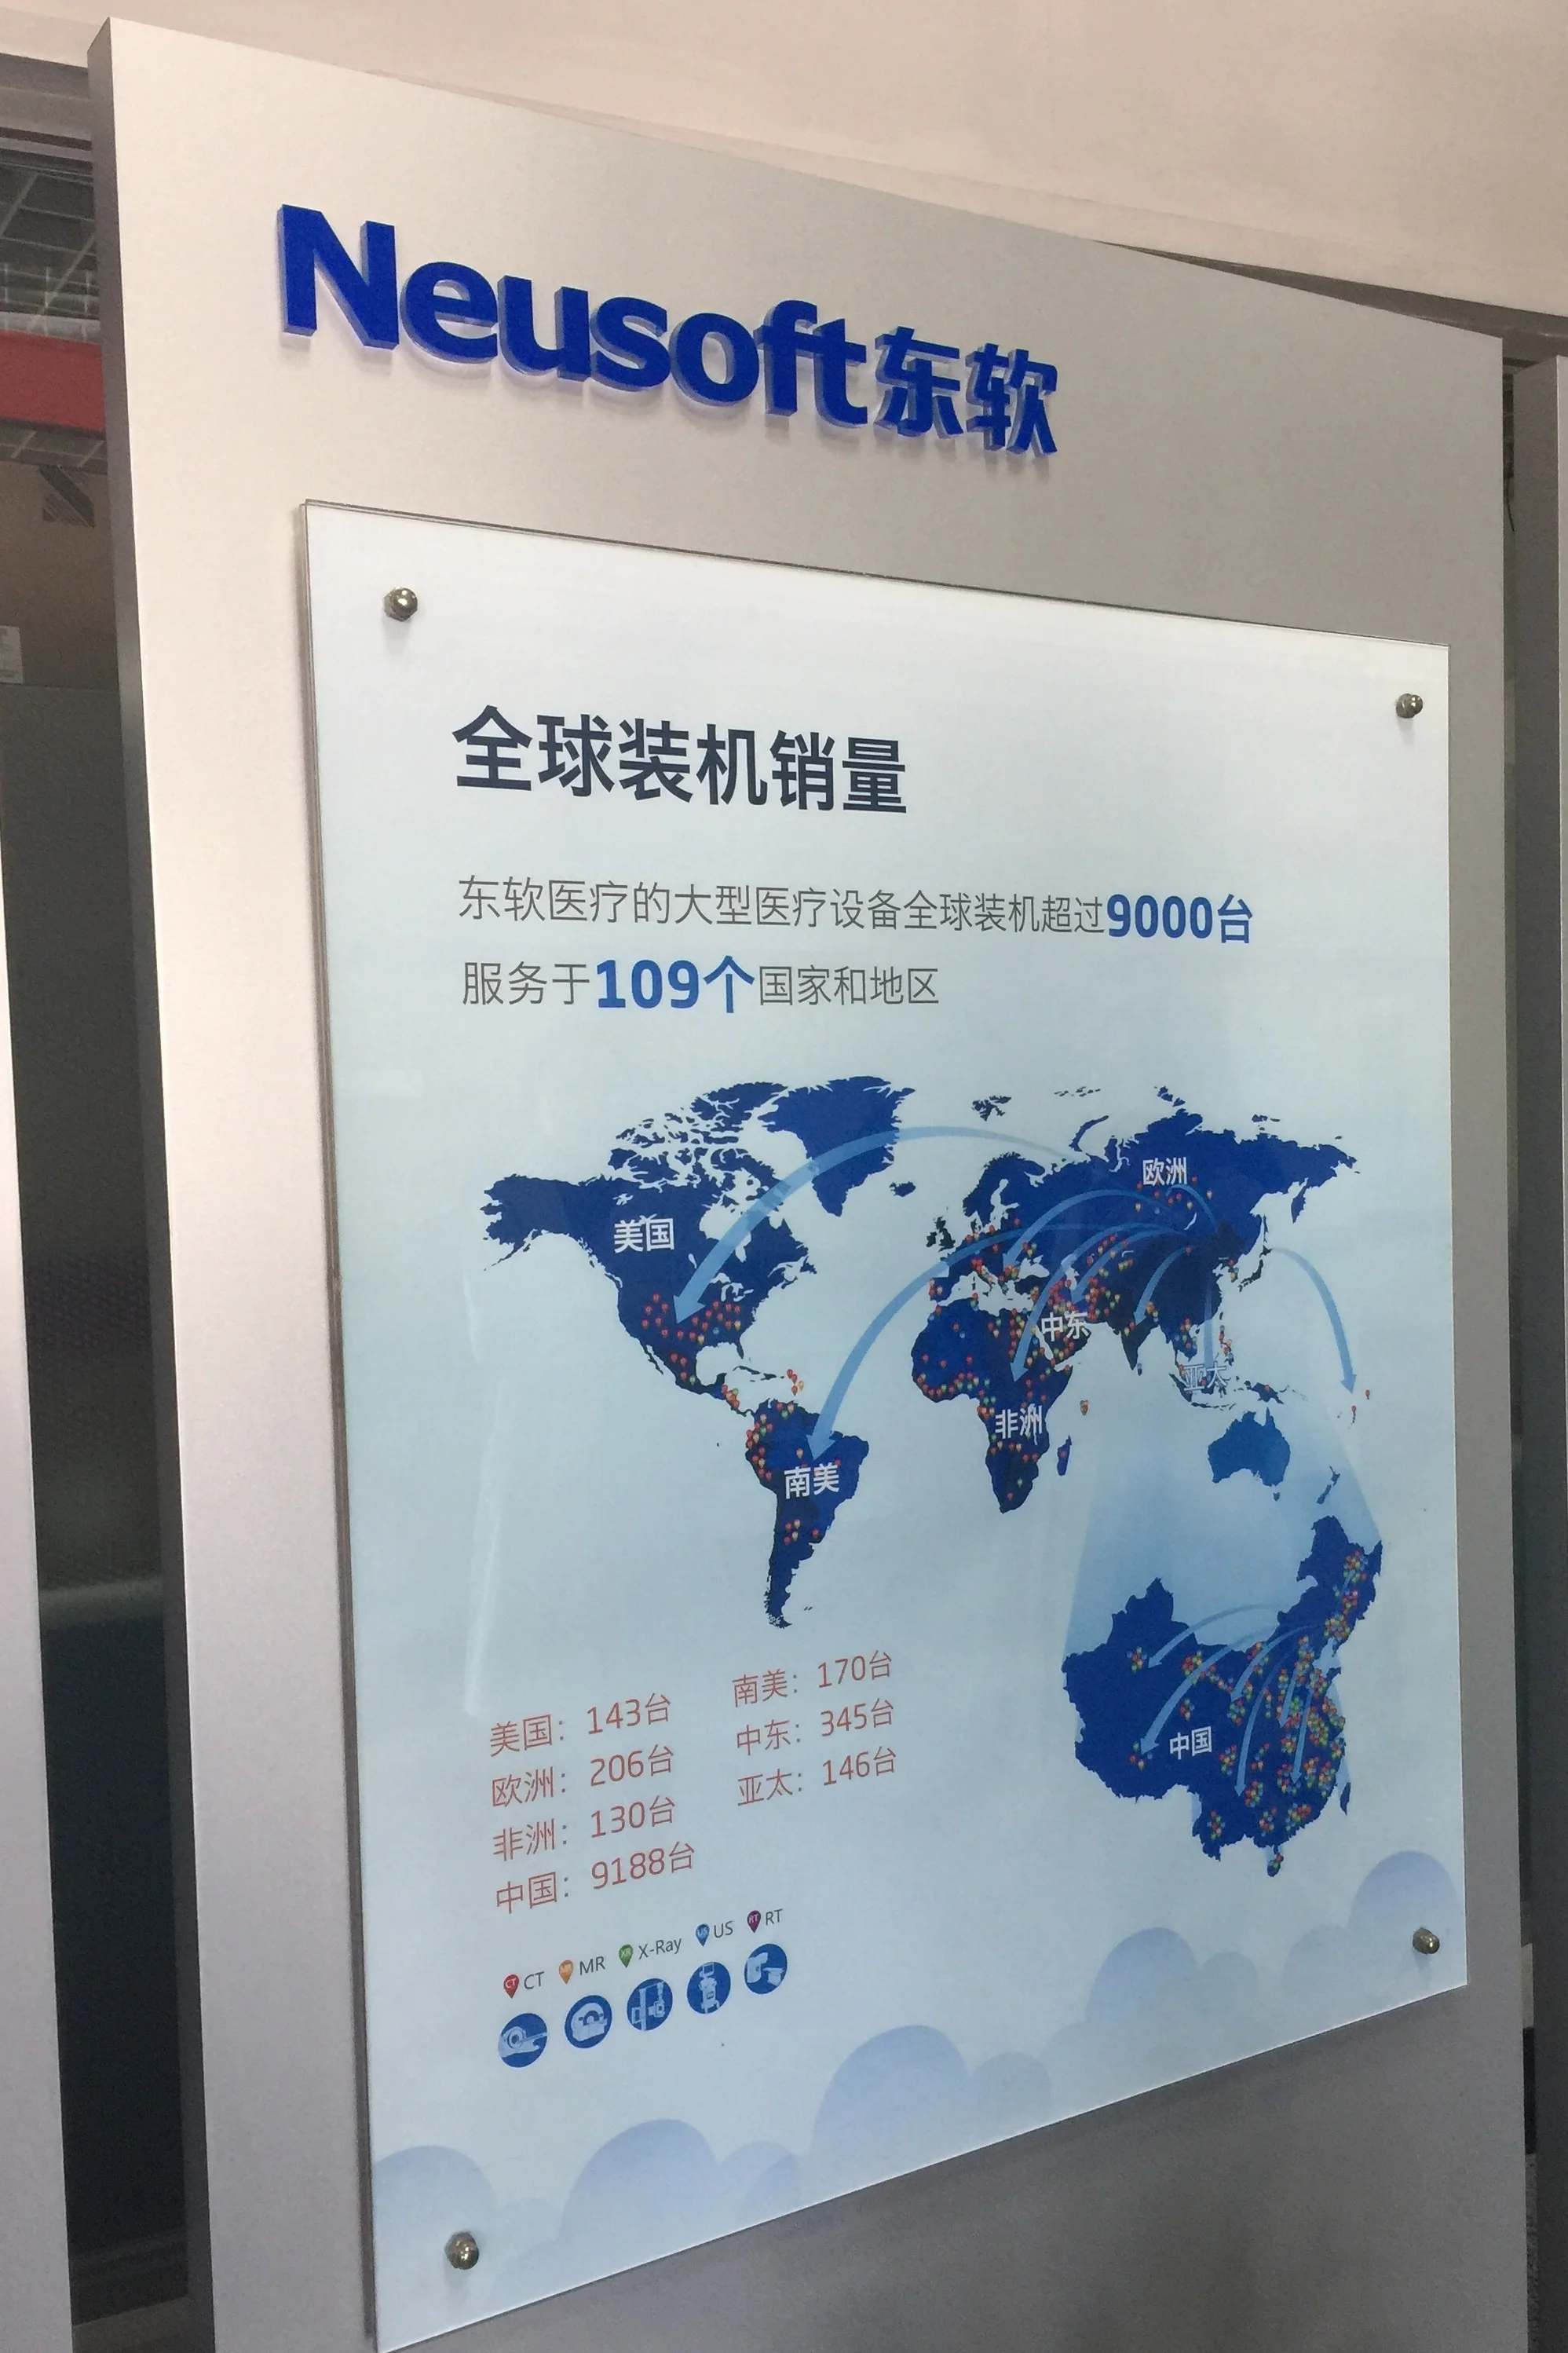 Neusoft东软
全球装机销量
东软医疗的大型医疗设备全球装机超过9000台
服务于109个国家和地区
欧洲
美国
中东
亚太
非洲
南美
中国
美国：143台
欧洲：206台
非洲：130台
中国：9188台
南美：170台
中东：345台
亚太：146台
CT CT MR MR XR X-Ray US US RT RT